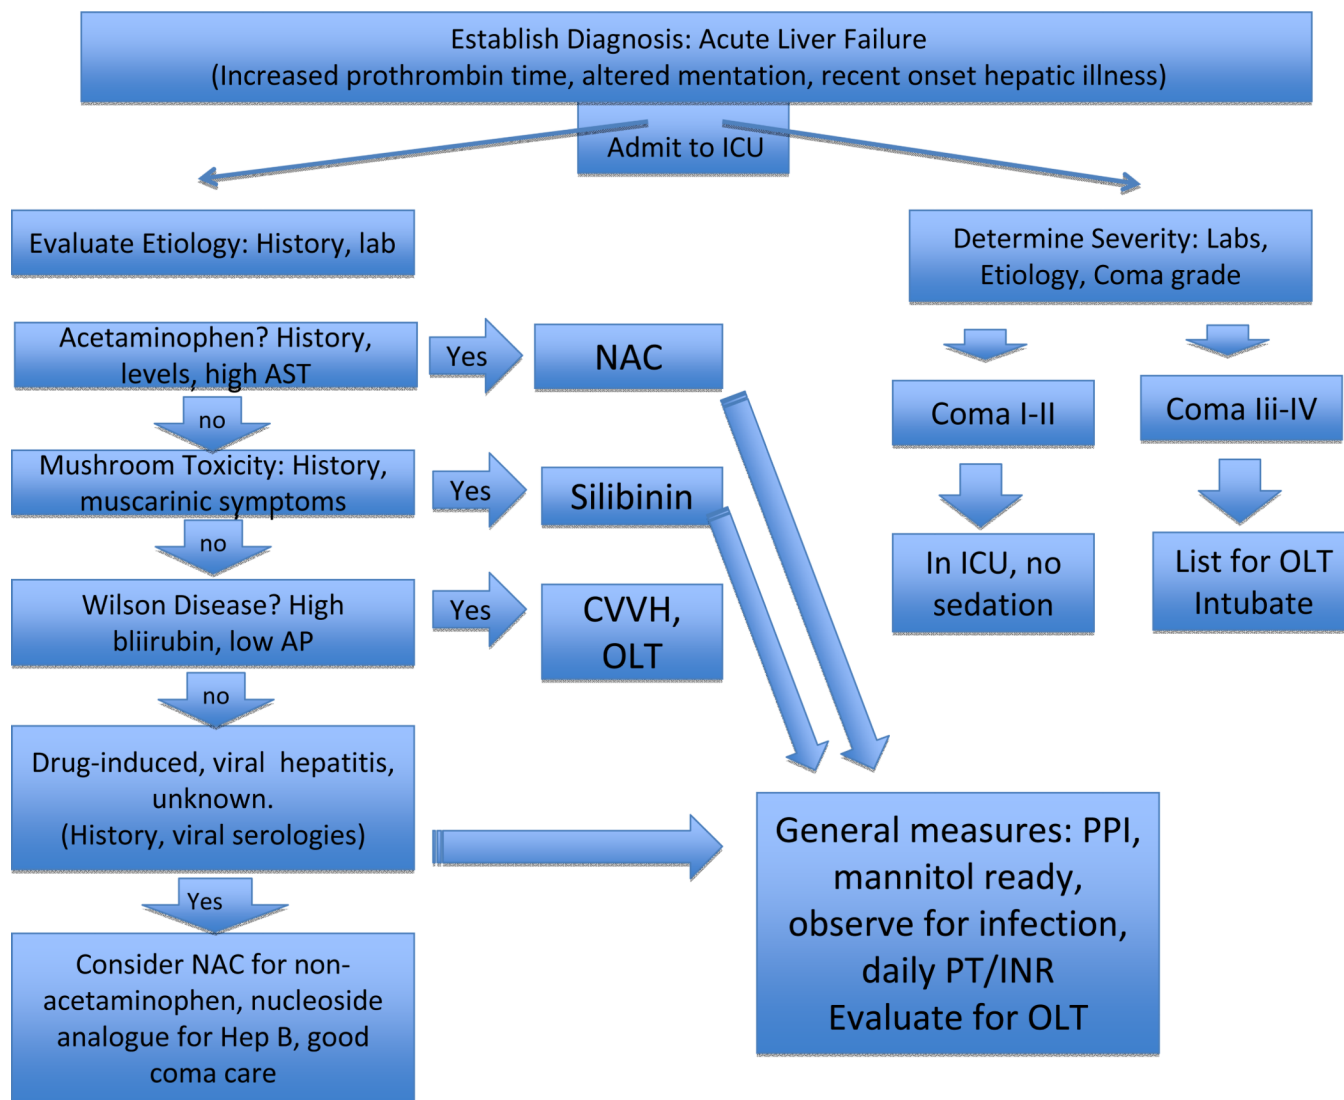 Establish Diagnosis: Acute Liver Failure
(Increased prothrombin time, altered mentation, recent onset hepatic illness)
Admit to ICU
Evaluate Etiology: History, lab
Determine Severity: Labs,
Etiology, Coma grade
Acetaminophen? History,
levels, high AST
Yes
NAC
no
Coma I-II
Coma Iii-IV
Mushroom Toxicity: History,
muscarinic symptoms
Yes
Silibinin
no
In ICU, no
sedation
List for OLT
Intubate
Wilson Disease? High
bliirubin, low AP
Yes
CVVH,
OLT
no
Drug-induced, viral hepatitis,
unknown.
(History, viral serologies)
Yes
Consider NAC for non-
acetaminophen, nucleoside
analogue for Hep B, good
coma care
General measures: PPI,
mannitol ready,
observe for infection,
daily PT/INR
Evaluate for OLT